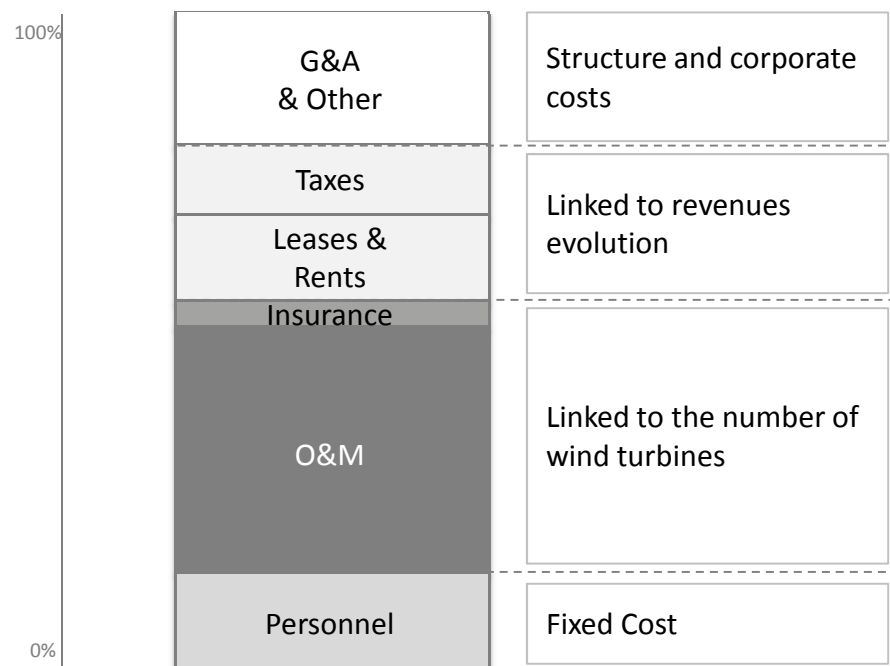 100%
G&A
& Other
Structure and corporate
costs
Taxes
Leases &
Rents
Linked to revenues
evolution
Insurance
O&M
Linked to the number of
wind turbines
Personnel
Fixed Cost
0%